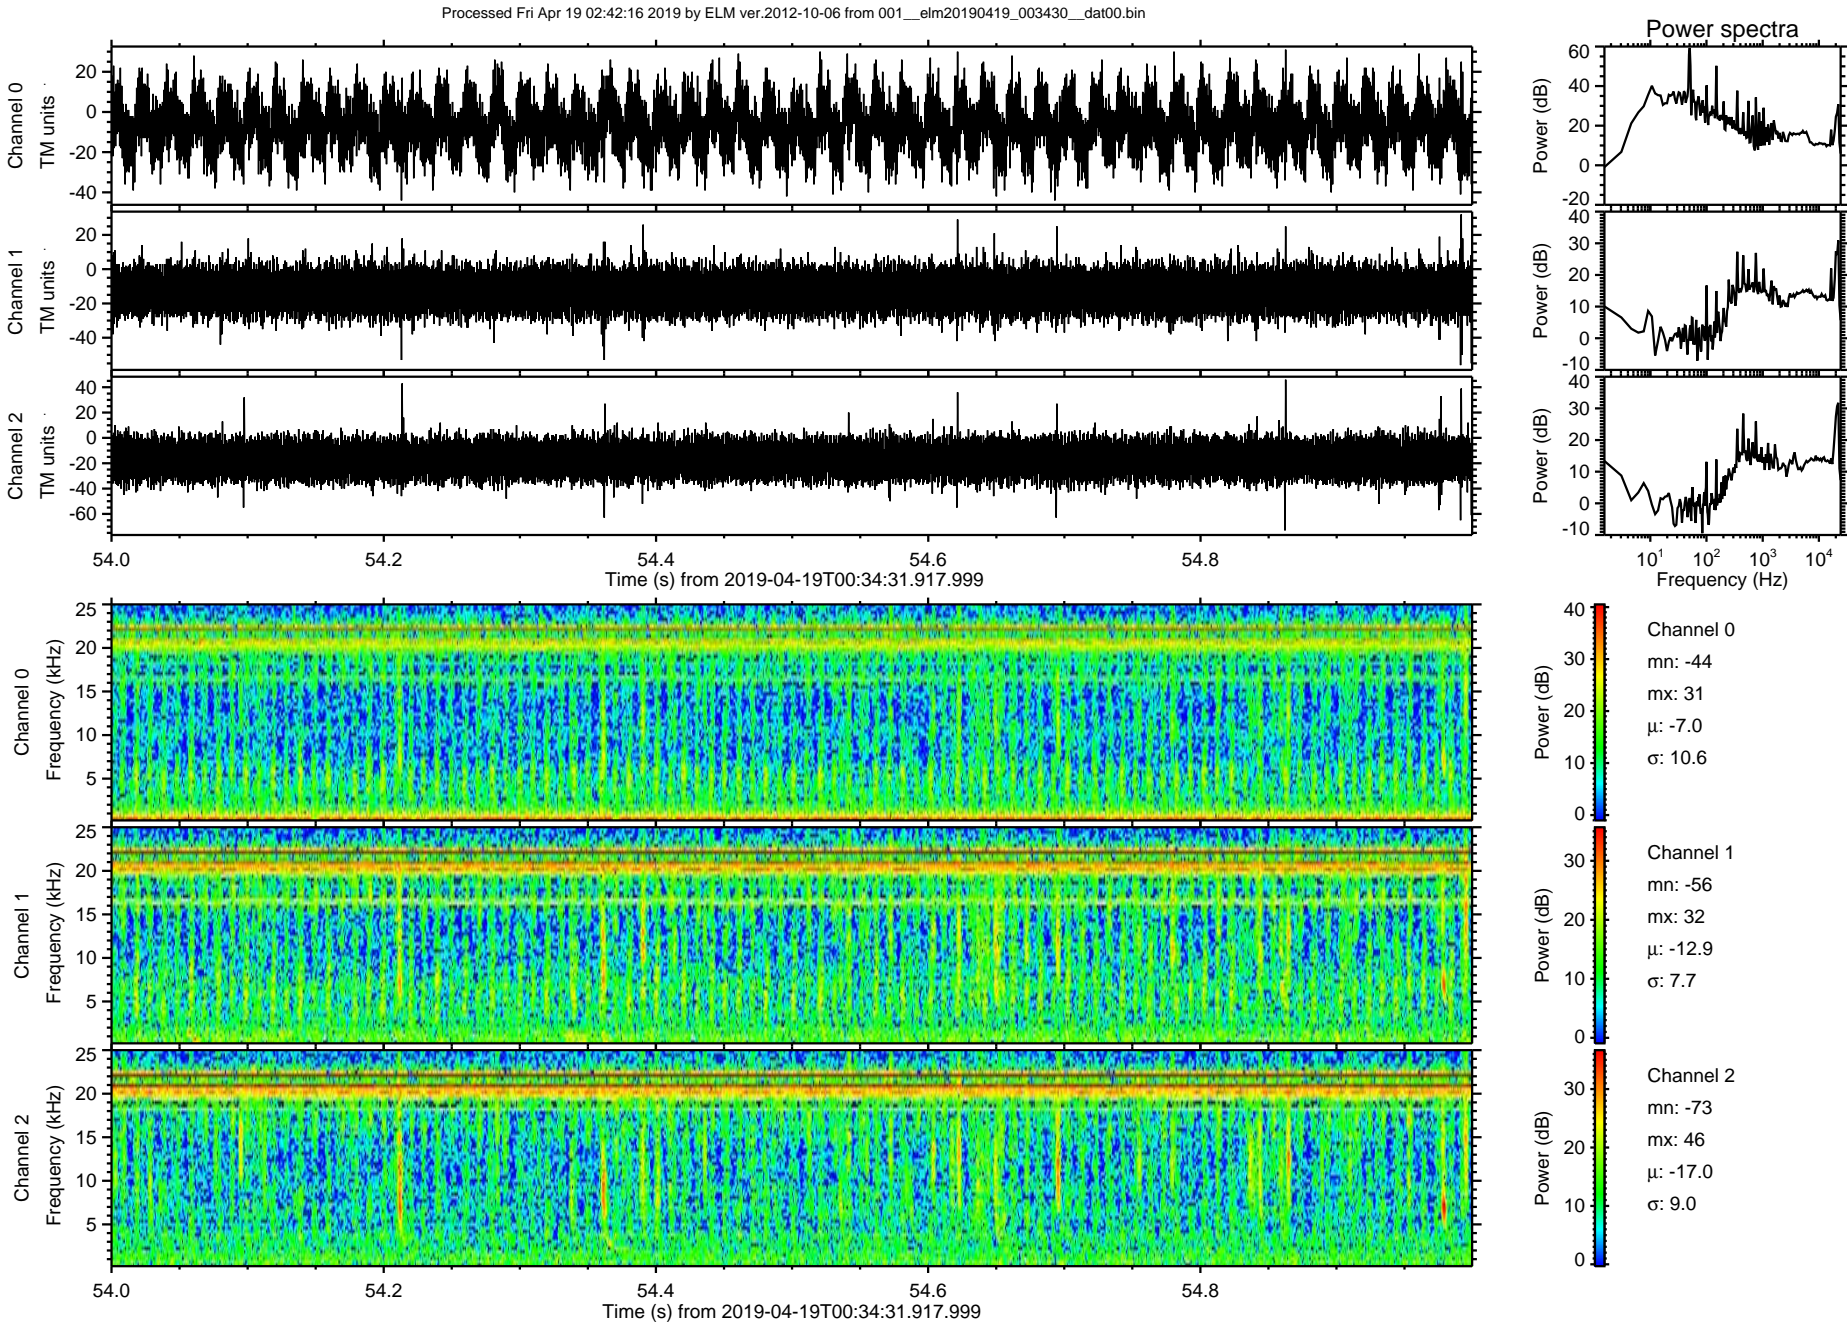 Processed Fri Apr 19 02:42:16 2019 by ELM ver.2012-10-06 from 001__elm20190419_003430__dat00.bin
Power spectra
Channel 0
TM units
20
0
-20
-40
Power (dB)
60
40
20
0
-20
Channel 1
TM units
20
0
-20
-40
Power (dB)
40
30
20
10
0
-10
Channel 2
TM units
40
20
0
-20
-40
-60
Power (dB)
40
30
20
10
0
-10
54.0 54.2 54.4 54.6 54.8
Time (s) from 2019-04-19T00:34:31.917.999
10^1 10^2 10^3 10^4
Frequency (Hz)
Channel 0
Frequency (kHz)
25
20
15
10
5
Power (dB)
40
30
20
10
0
Channel 0
mn: -44
mx: 31
μ: -7.0
σ: 10.6
Channel 1
Frequency (kHz)
25
20
15
10
5
Power (dB)
30
20
10
0
Channel 1
mn: -56
mx: 32
μ: -12.9
σ: 7.7
Channel 2
Frequency (kHz)
25
20
15
10
5
Power (dB)
30
20
10
0
Channel 2
mn: -73
mx: 46
μ: -17.0
σ: 9.0
54.0 54.2 54.4 54.6 54.8
Time (s) from 2019-04-19T00:34:31.917.999